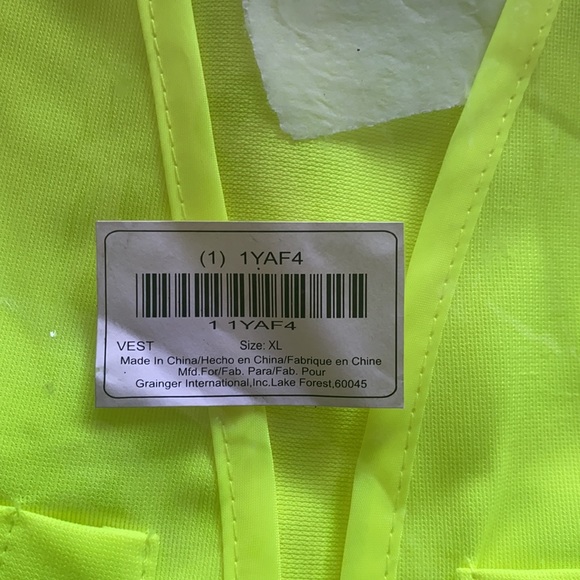 (1) 1YAF4
1 1YAF4
VEST Size: XL
Made In China/Hecho en China/Fabrique en Chine
Mfd.For/Fab. Para/Fab. Pour
Grainger International,Inc.Lake Forest,60045